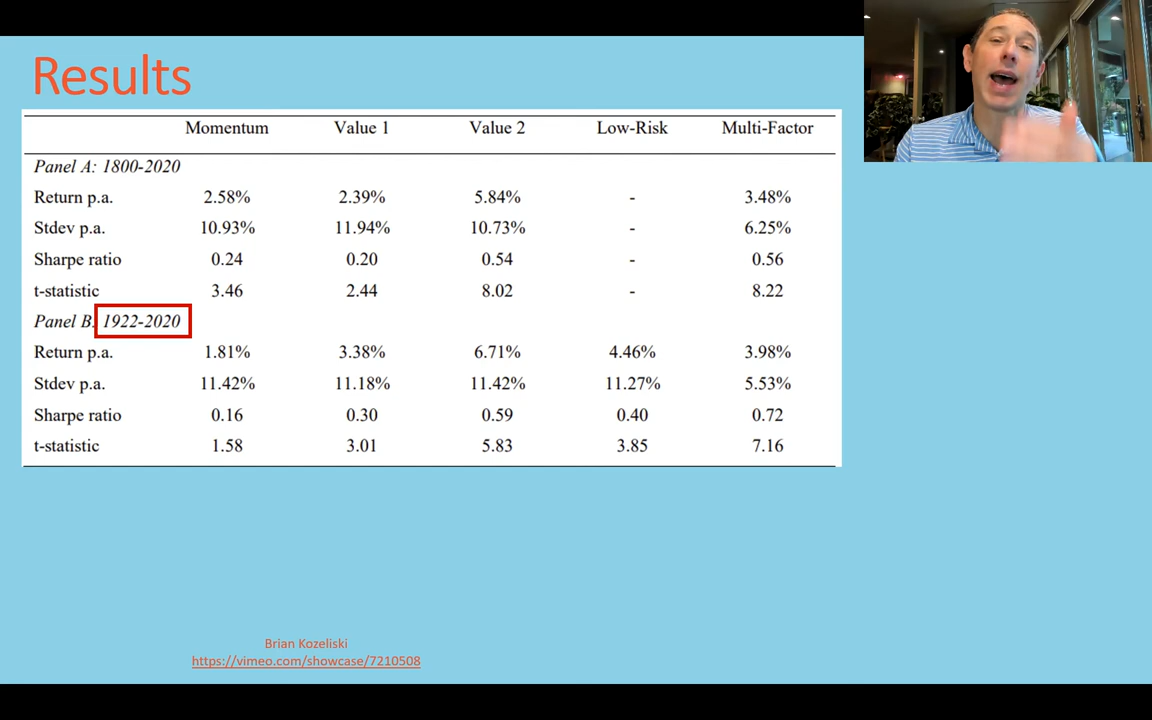 Results
Momentum Value 1 Value 2 Low-Risk Multi-Factor
Panel A: 1800-2020
Return p.a. 2.58% 2.39% 5.84% - 3.48%
Stdev p.a. 10.93% 11.94% 10.73% - 6.25%
Sharpe ratio 0.24 0.20 0.54 - 0.56
t-statistic 3.46 2.44 8.02 - 8.22
Panel B: 1922-2020
Return p.a. 1.81% 3.38% 6.71% 4.46% 3.98%
Stdev p.a. 11.42% 11.18% 11.42% 11.27% 5.53%
Sharpe ratio 0.16 0.30 0.59 0.40 0.72
t-statistic 1.58 3.01 5.83 3.85 7.16
Brian Kozeliski
https://vimeo.com/showcase/7210508